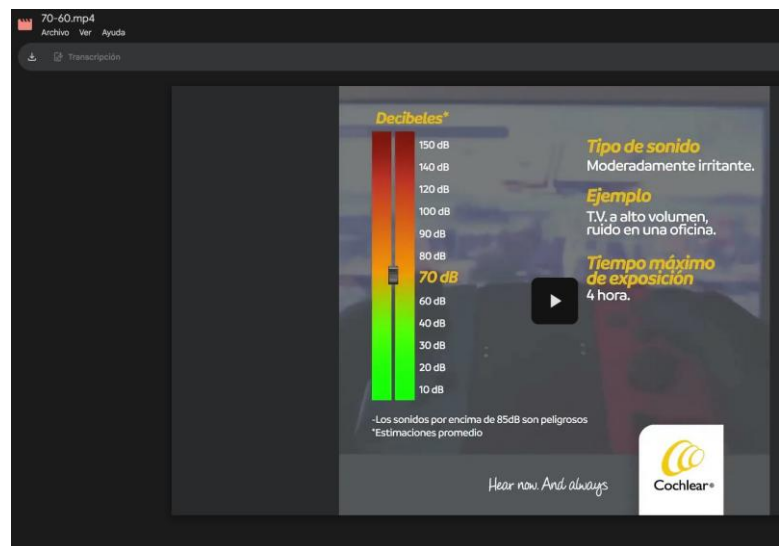 70-60.mp4
Archivo Ver Ayuda
Transcripción
Decibeles*
150 dB
140 dB
120 dB
100 dB
90 dB
80 dB
70 dB
60 dB
40 dB
30 dB
20 dB
10 dB
Tipo de sonido
Moderadamente irritante.
Ejemplo
T.V. a alto volumen,
ruido en una oficina.
Tiempo máximo
de exposición
4 hora.
-Los sonidos por encima de 85dB son peligrosos
*Estimaciones promedio
Hear now. And always
Cochlear®